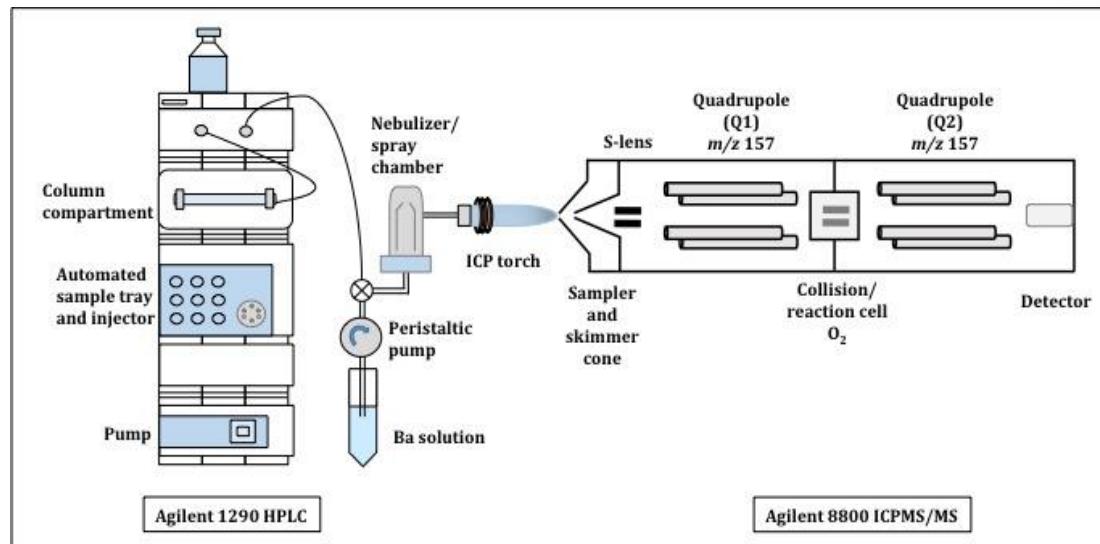 Quadrupole
(Q1)
m/z 157
Quadrupole
(Q2)
m/z 157
S-lens
Nebulizer/
spray
chamber
Column
compartment
ICP torch
Automated
sample tray
and injector
Sampler
and
skimmer
cone
Collision/
reaction cell
O₂
Detector
Peristaltic
pump
Pump
Ba solution
Agilent 1290 HPLC
Agilent 8800 ICPMS/MS